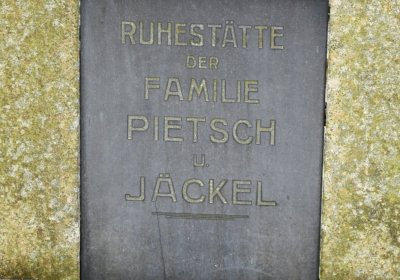 RUHESTÄTTE
DER
FAMILIE
PIETSCH
u.
JÄCKEL